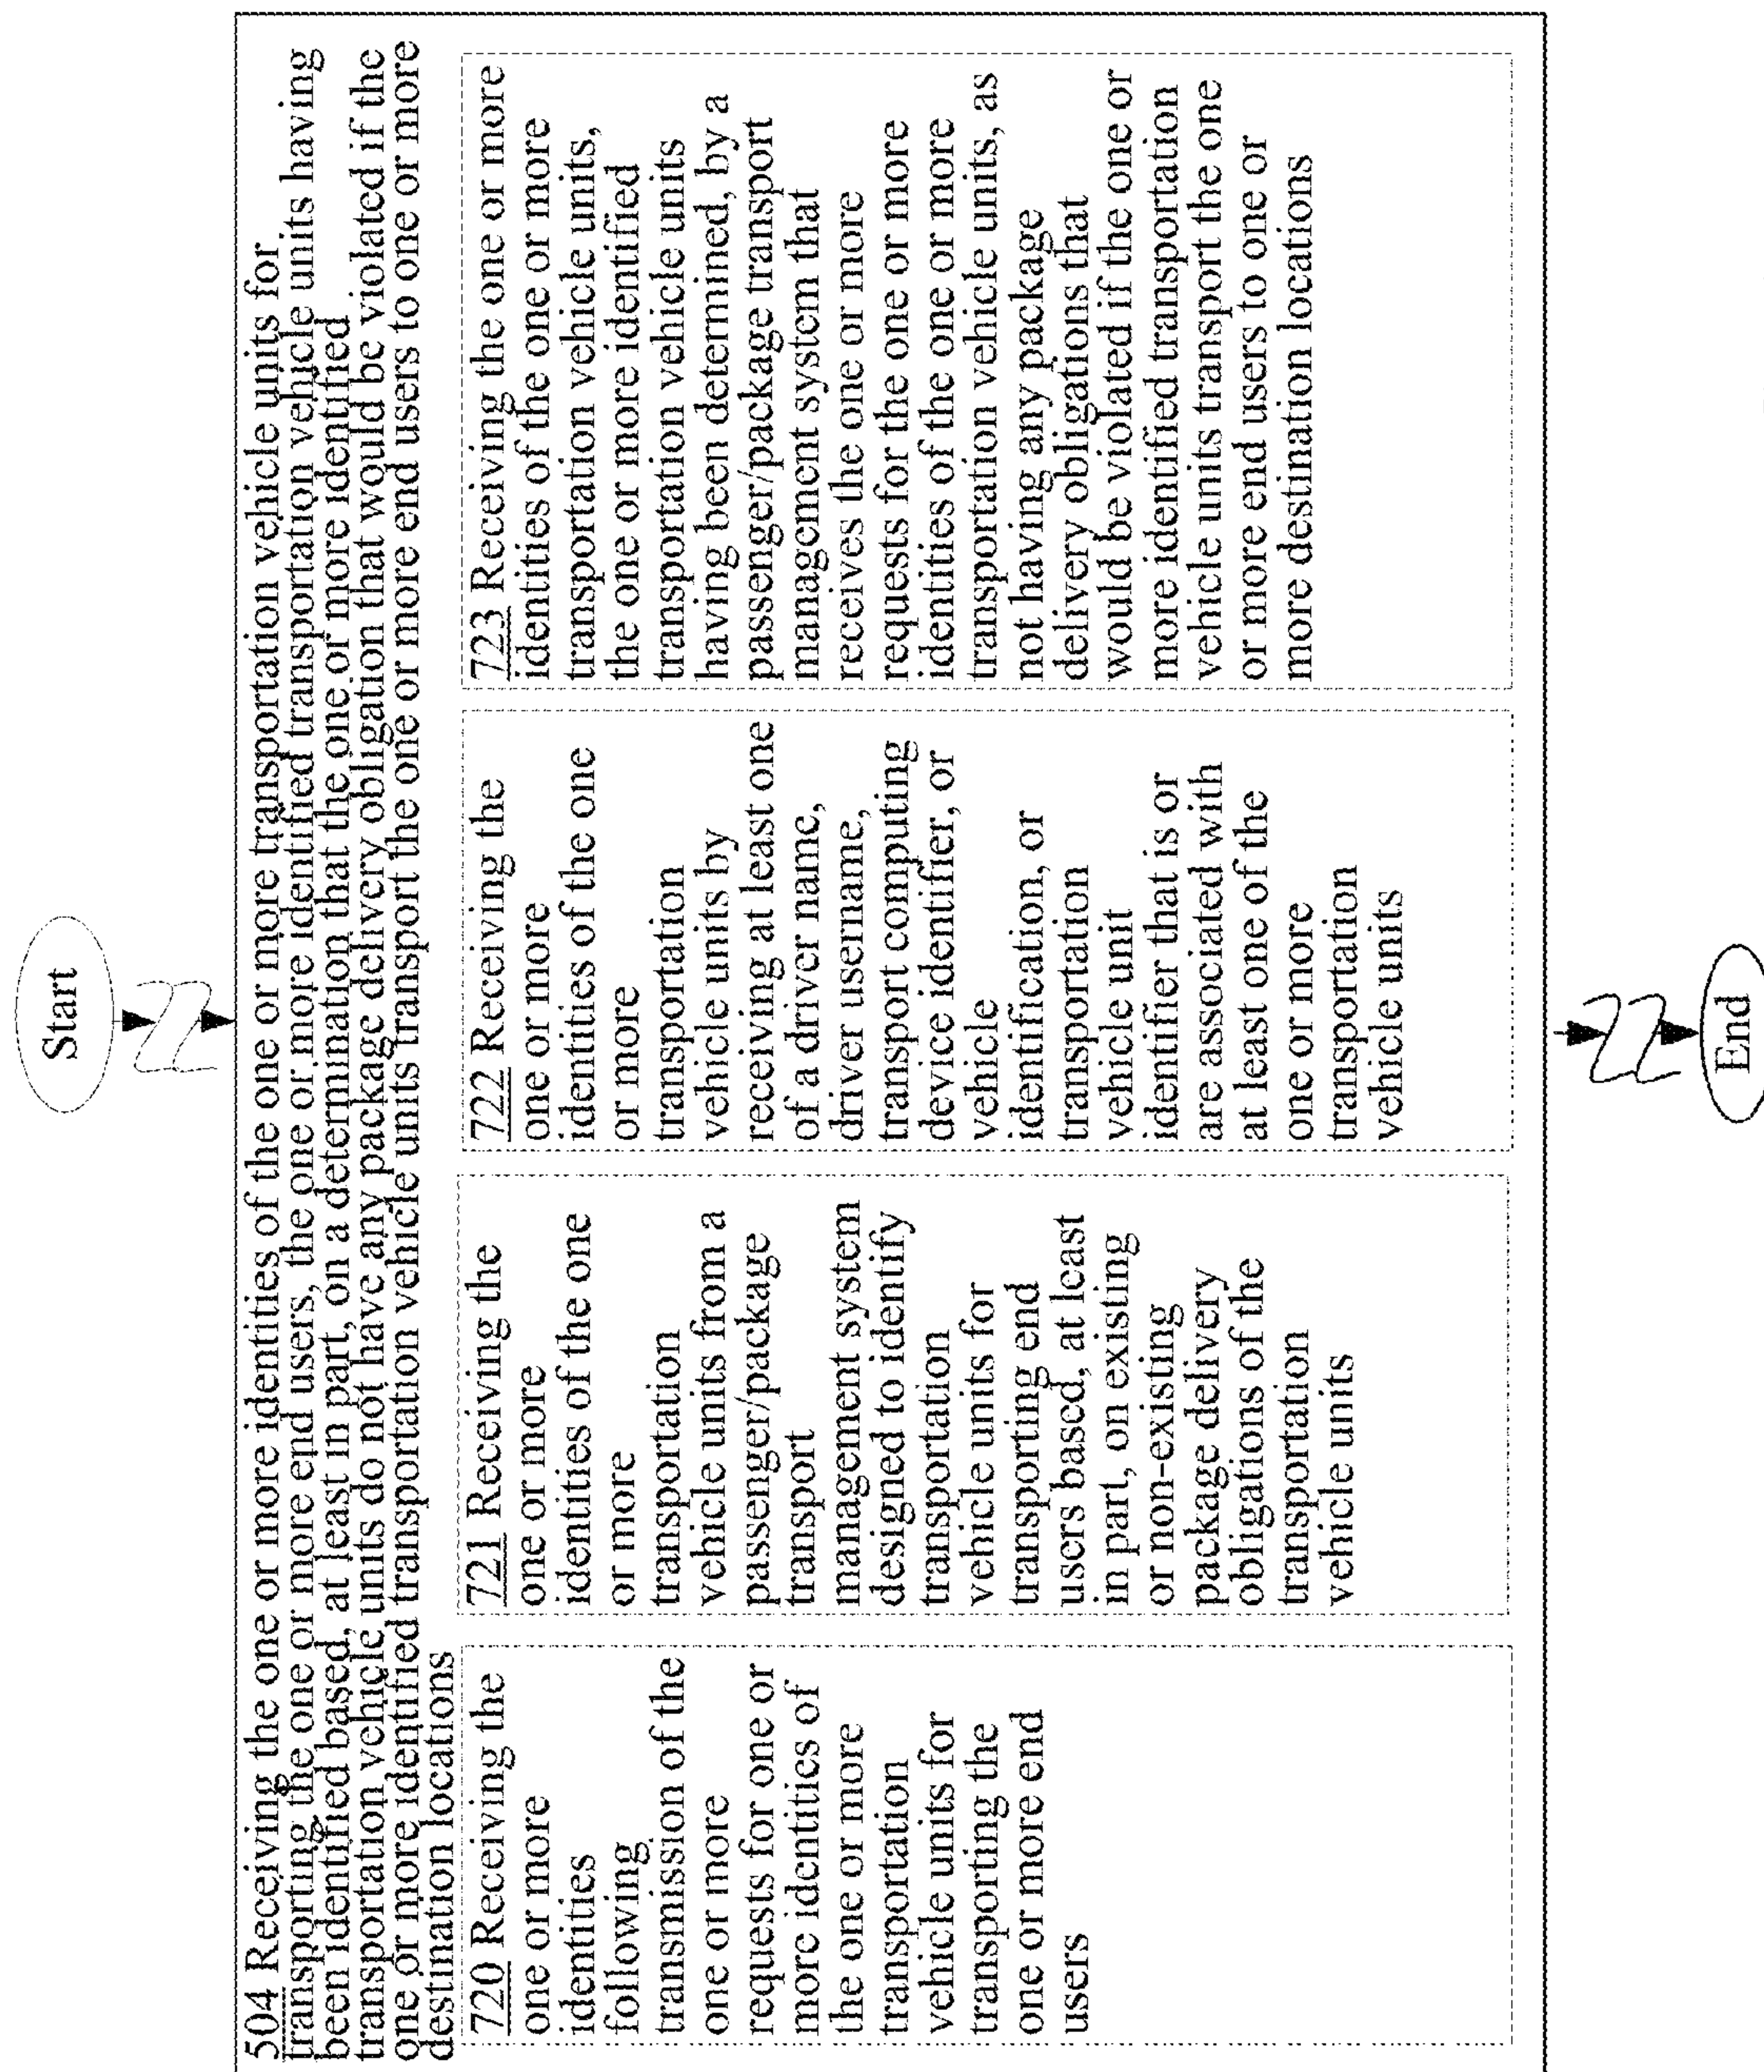 Start
504 Receiving the one or more identities of the one or more transportation vehicle units for
transporting the one or more end users, the one or more identified transportation vehicle units having
been identified based, at least in part, on a determination that the one or more identified
transportation vehicle units do not have any package delivery obligation that would be violated if the
one or more identified transportation vehicle units transport the one or more end users to one or more
destination locations
720 Receiving the
one or more
identities
following
transmission of the
one or more
requests for one or
more identities of
the one or more
transportation
vehicle units for
transporting the
one or more end
users
721 Receiving the
one or more
identities of the one
or more
transportation
vehicle units from a
passenger/package
transport
management system
designed to identify
transportation
vehicle units for
transporting end
users based, at least
in part, on existing
or non-existing
package delivery
obligations of the
transportation
vehicle units
722 Receiving the
one or more
identities of the one
or more
transportation
vehicle units by
receiving at least one
of a driver name,
driver username,
transport computing
device identifier, or
vehicle
identification, or
transportation
vehicle unit
identifier that is or
are associated with
at least one of the
one or more
transportation
vehicle units
723 Receiving the one or more
identities of the one or more
transportation vehicle units,
the one or more identified
transportation vehicle units
having been determined, by a
passenger/package transport
management system that
receives the one or more
requests for the one or more
identities of the one or more
transportation vehicle units, as
not having any package
delivery obligations that
would be violated if the one or
more identified transportation
vehicle units transport the one
or more end users to one or
more destination locations
End